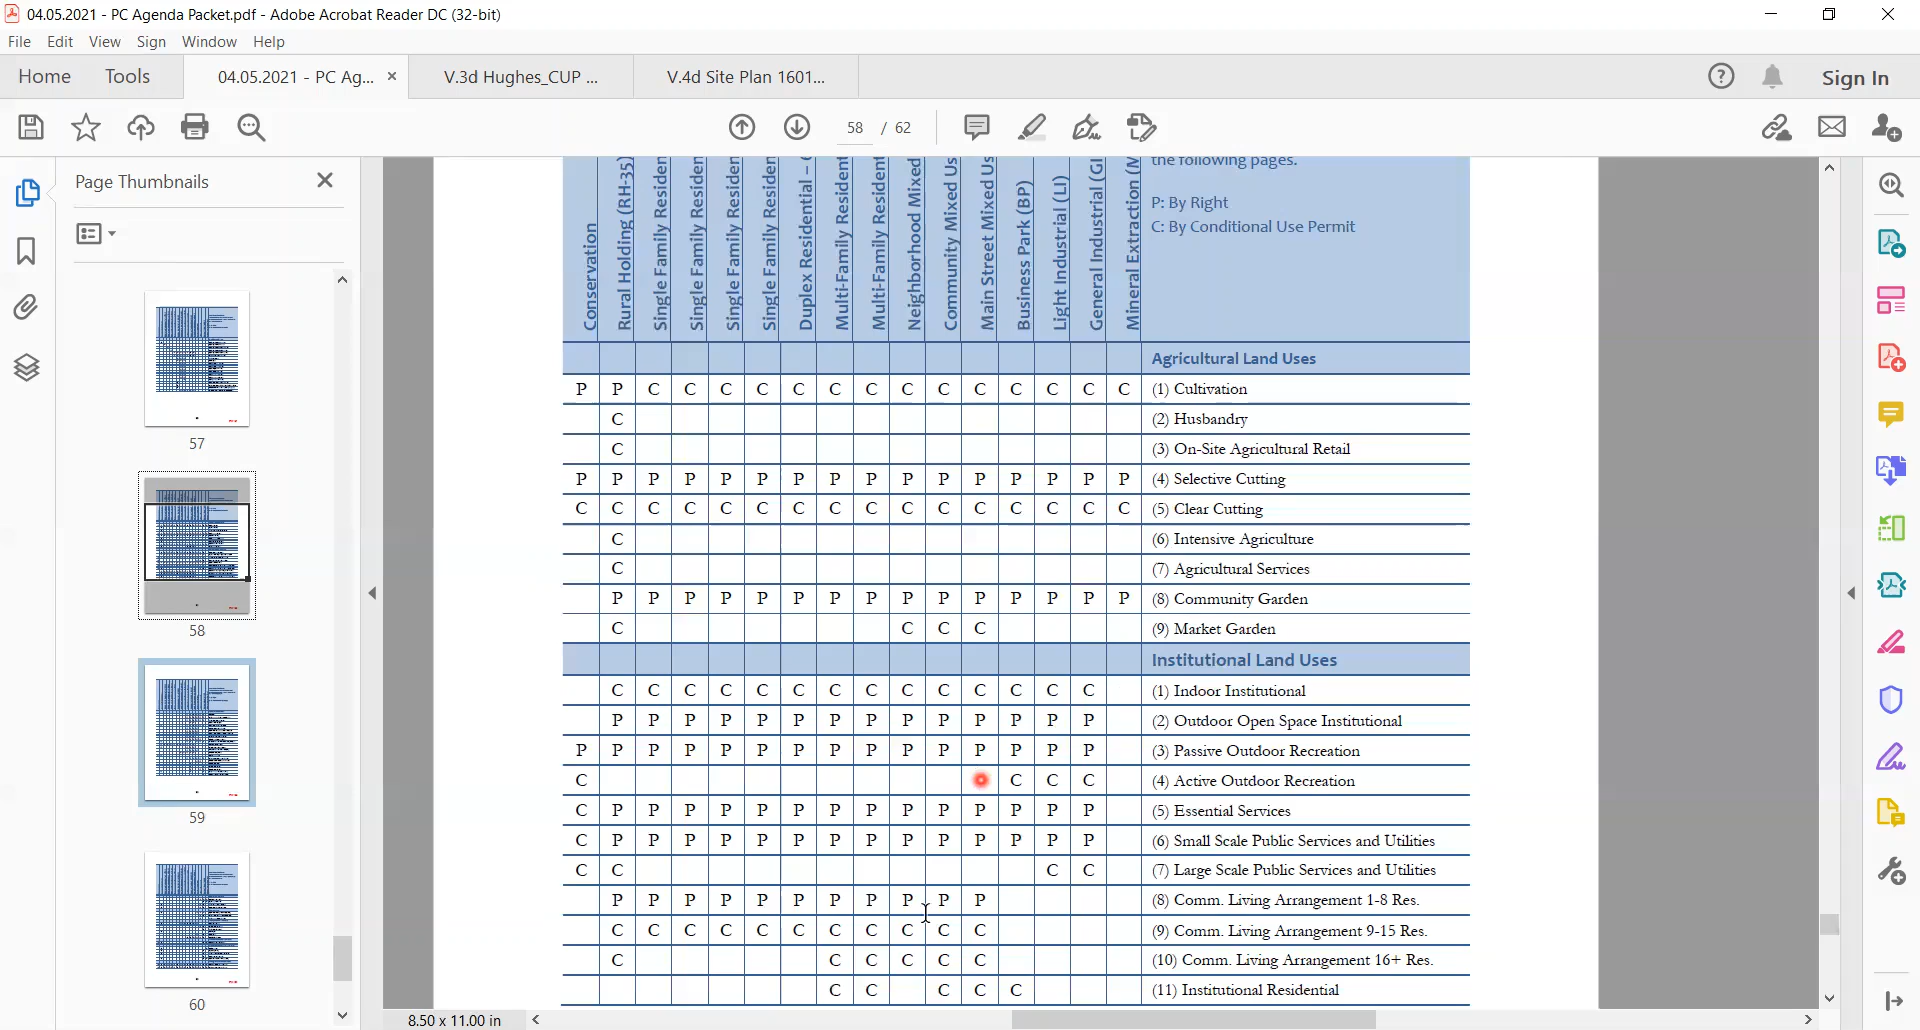 04.05.2021 - PC Agenda Packet.pdf - Adobe Acrobat Reader DC (32-bit)
File Edit View Sign Window Help
Home Tools 04.05.2021 - PC Ag... × V.3d Hughes_CUP ... V.4d Site Plan 1601... Sign In
58 / 62
Page Thumbnails
57
58
59
60
the following pages.
P: By Right
C: By Conditional Use Permit
Conservation
Rural Holding (RH-35)
Single Family Residen
Single Family Residen
Single Family Residen
Single Family Residen
Duplex Residential –
Multi-Family Resident
Multi-Family Resident
Neighborhood Mixed
Community Mixed Us
Main Street Mixed Us
Business Park (BP)
Light Industrial (LI)
General Industrial (GI
Mineral Extraction (M
Agricultural Land Uses
P P C C C C C C C C C C C C C C (1) Cultivation
C (2) Husbandry
C (3) On-Site Agricultural Retail
P P P P P P P P P P P P P P P P (4) Selective Cutting
C C C C C C C C C C C C C C C C (5) Clear Cutting
C (6) Intensive Agriculture
C (7) Agricultural Services
P P P P P P P P P P P P P P P (8) Community Garden
C C C C (9) Market Garden
Institutional Land Uses
C C C C C C C C C C C C C C (1) Indoor Institutional
P P P P P P P P P P P P P P (2) Outdoor Open Space Institutional
P P P P P P P P P P P P P P P (3) Passive Outdoor Recreation
C C C C (4) Active Outdoor Recreation
C P P P P P P P P P P P P P P (5) Essential Services
C P P P P P P P P P P P P P P (6) Small Scale Public Services and Utilities
C C C C (7) Large Scale Public Services and Utilities
P P P P P P P P P P P (8) Comm. Living Arrangement 1-8 Res.
C C C C C C C C C C C (9) Comm. Living Arrangement 9-15 Res.
C C C C C C (10) Comm. Living Arrangement 16+ Res.
C C C C C (11) Institutional Residential
8.50 x 11.00 in